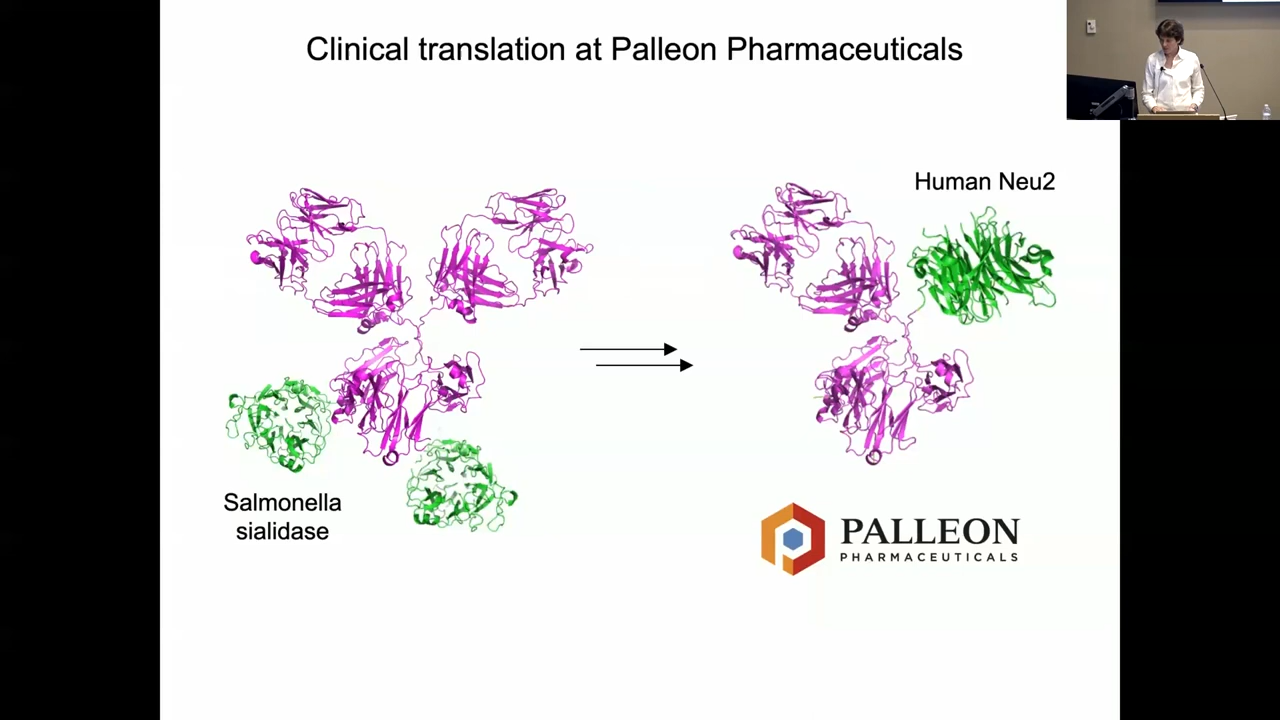 Clinical translation at Palleon Pharmaceuticals
Human Neu2
Salmonella
sialidase
PALLEON
PHARMACEUTICALS